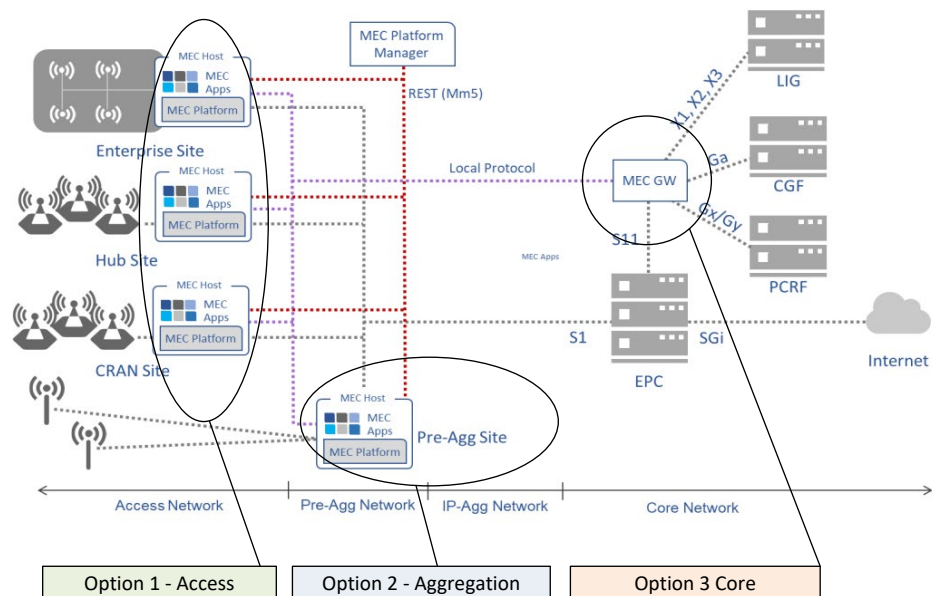 MEC Platform
Manager
REST (Mm5)
MEC Host
MEC
Apps
MEC Platform
Enterprise Site
MEC Host
MEC
Apps
MEC Platform
Hub Site
MEC Host
MEC
Apps
MEC Platform
CRAN Site
MEC Host
MEC
Apps
MEC Platform
Pre-Agg Site
Local Protocol
MEC GW
X1, X2, X3
LIG
Ga
CGF
Gx/Gy
PCRF
S11
MEC Apps
S1
SGi
EPC
Internet
Access Network
Pre-Agg Network
IP-Agg Network
Core Network
Option 1 - Access
Option 2 - Aggregation
Option 3 Core